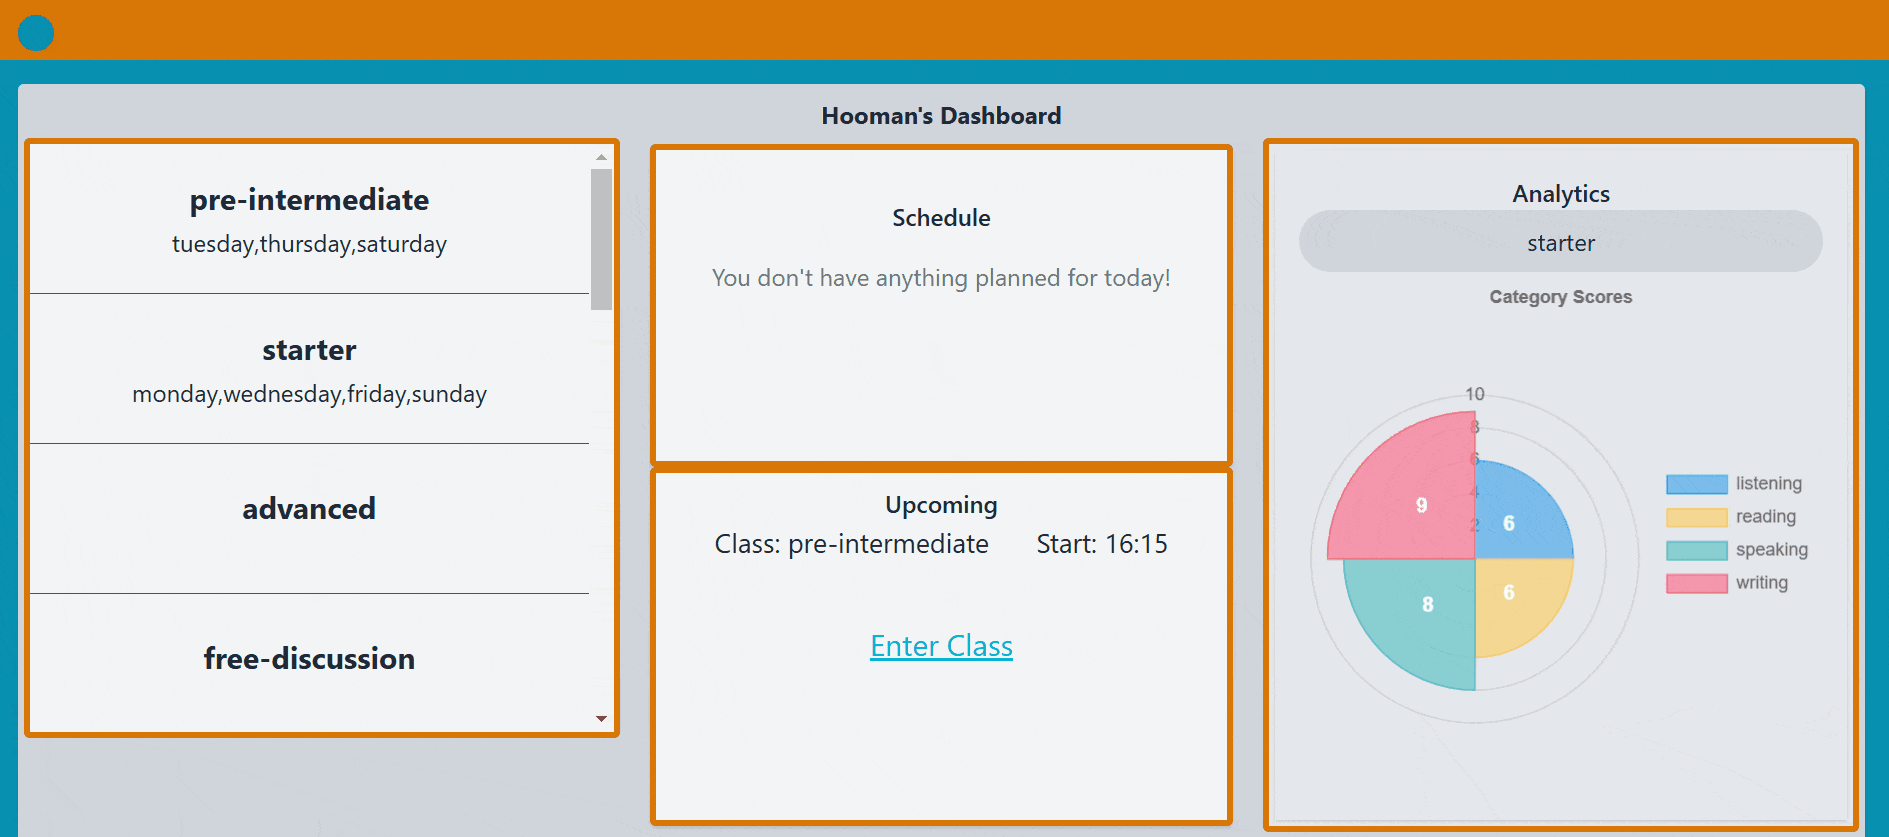 Hooman's Dashboard
pre-intermediate
tuesday,thursday,saturday
starter
monday,wednesday,friday,sunday
advanced
free-discussion
Schedule
You don't have anything planned for today!
Upcoming
Class: pre-intermediate Start: 16:15
Enter Class
Analytics
starter
Category Scores
10
8
6
4
2
9
6
8
6
listening
reading
speaking
writing